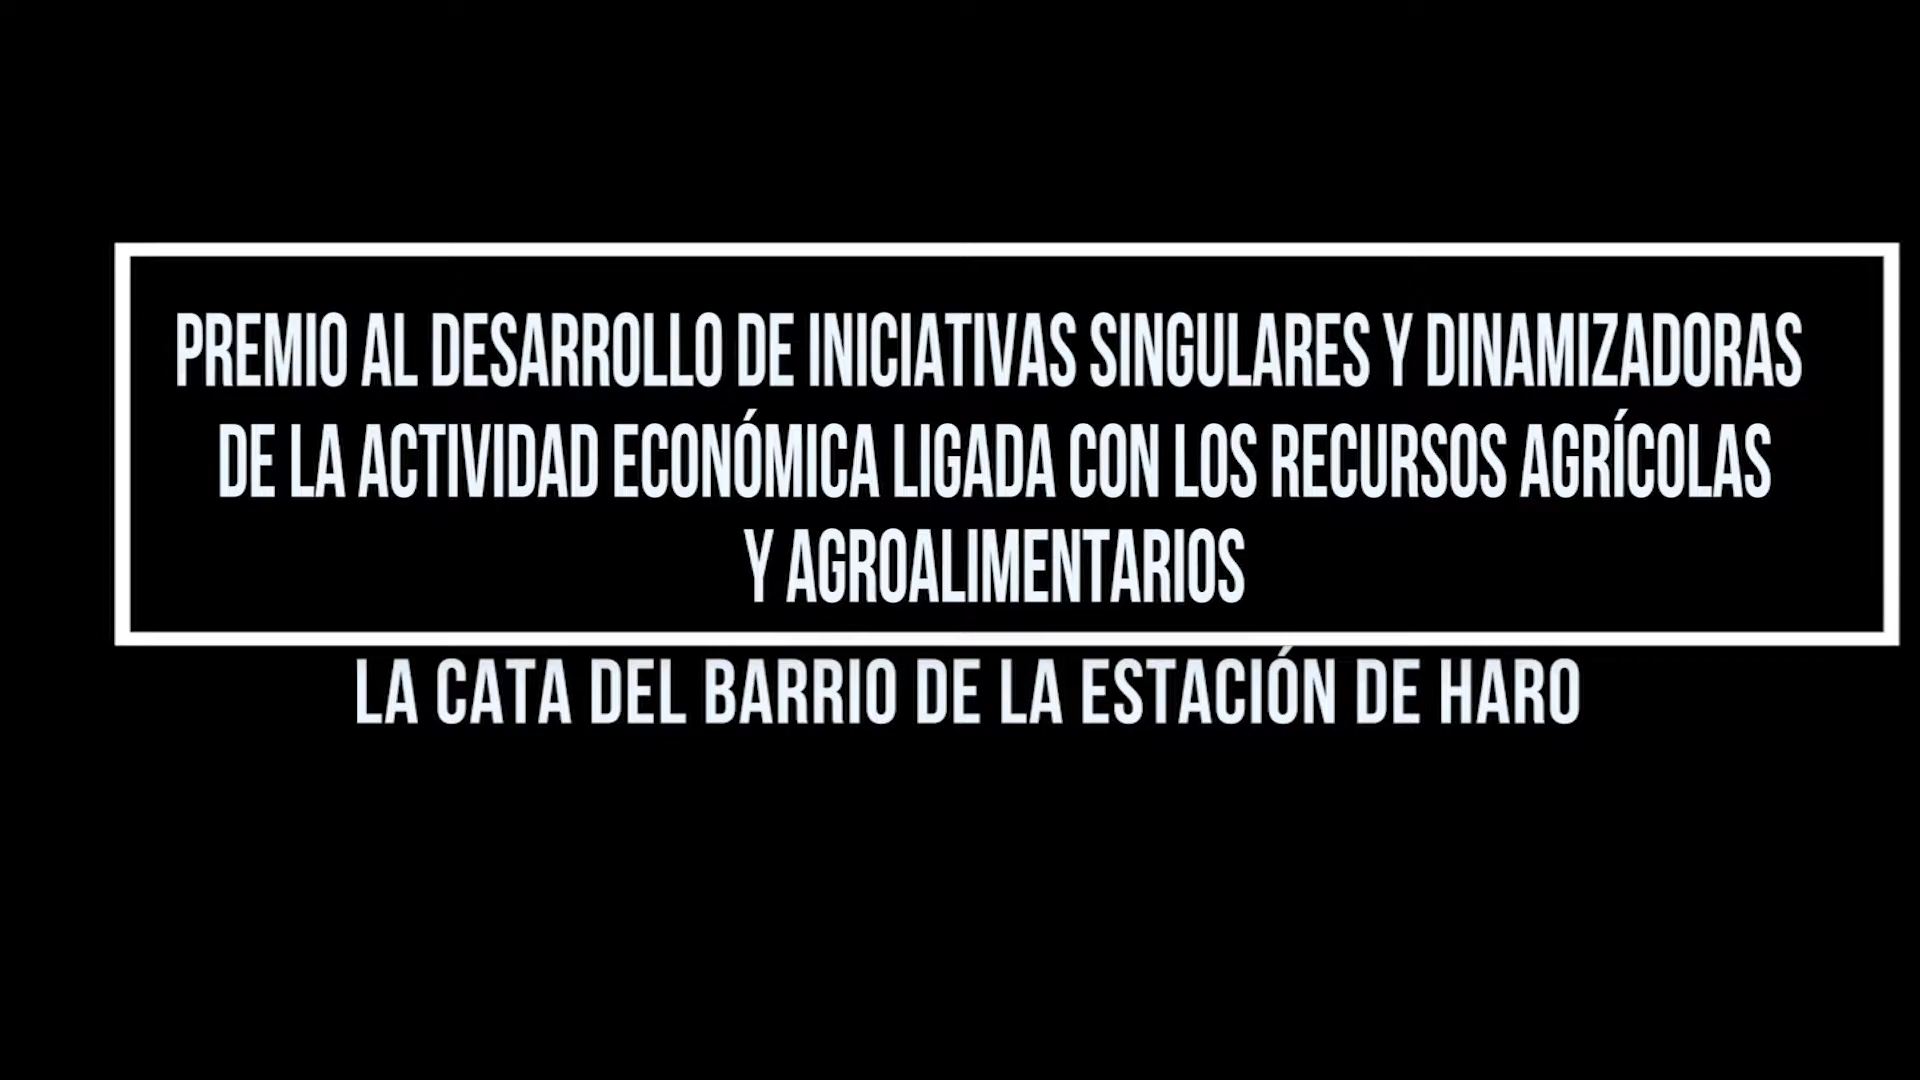 PREMIO AL DESARROLLO DE INICIATIVAS SINGULARES Y DINAMIZADORAS
DE LA ACTIVIDAD ECONÓMICA LIGADA CON LOS RECURSOS AGRÍCOLAS
Y AGROALIMENTARIOS
LA CATA DEL BARRIO DE LA ESTACIÓN DE HARO